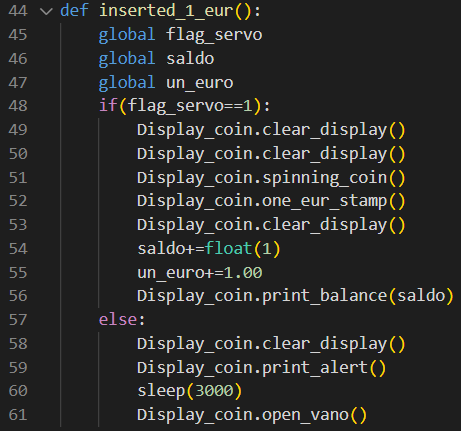 44 def inserted_1_eur():
45     global flag_servo
46     global saldo
47     global un_euro
48     if(flag_servo==1):
49         Display_coin.clear_display()
50         Display_coin.clear_display()
51         Display_coin.spinning_coin()
52         Display_coin.one_eur_stamp()
53         Display_coin.clear_display()
54         saldo+=float(1)
55         un_euro+=1.00
56         Display_coin.print_balance(saldo)
57     else:
58         Display_coin.clear_display()
59         Display_coin.print_alert()
60         sleep(3000)
61         Display_coin.open_vano()